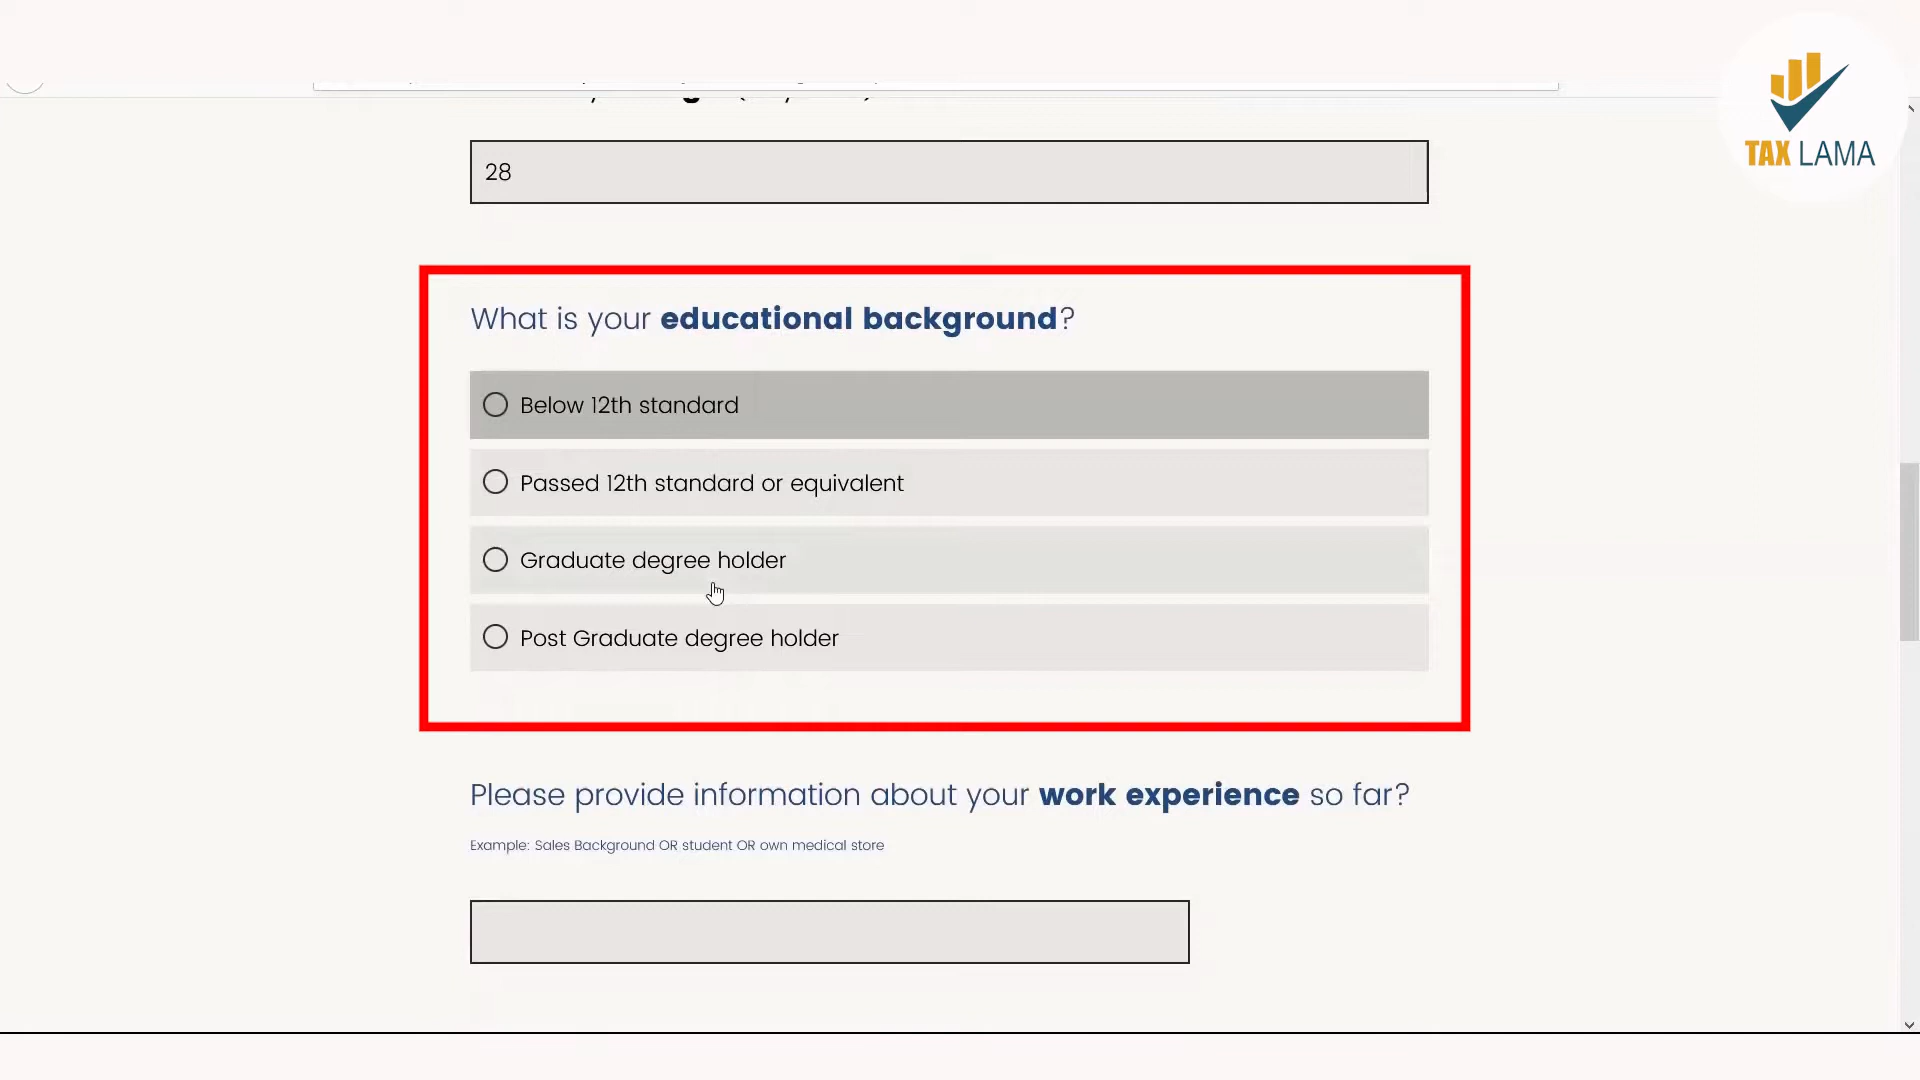 28
What is your educational background?
Below 12th standard
Passed 12th standard or equivalent
Graduate degree holder
Post Graduate degree holder
Please provide information about your work experience so far?
Example: Sales Background OR student OR own medical store
TAX LAMA